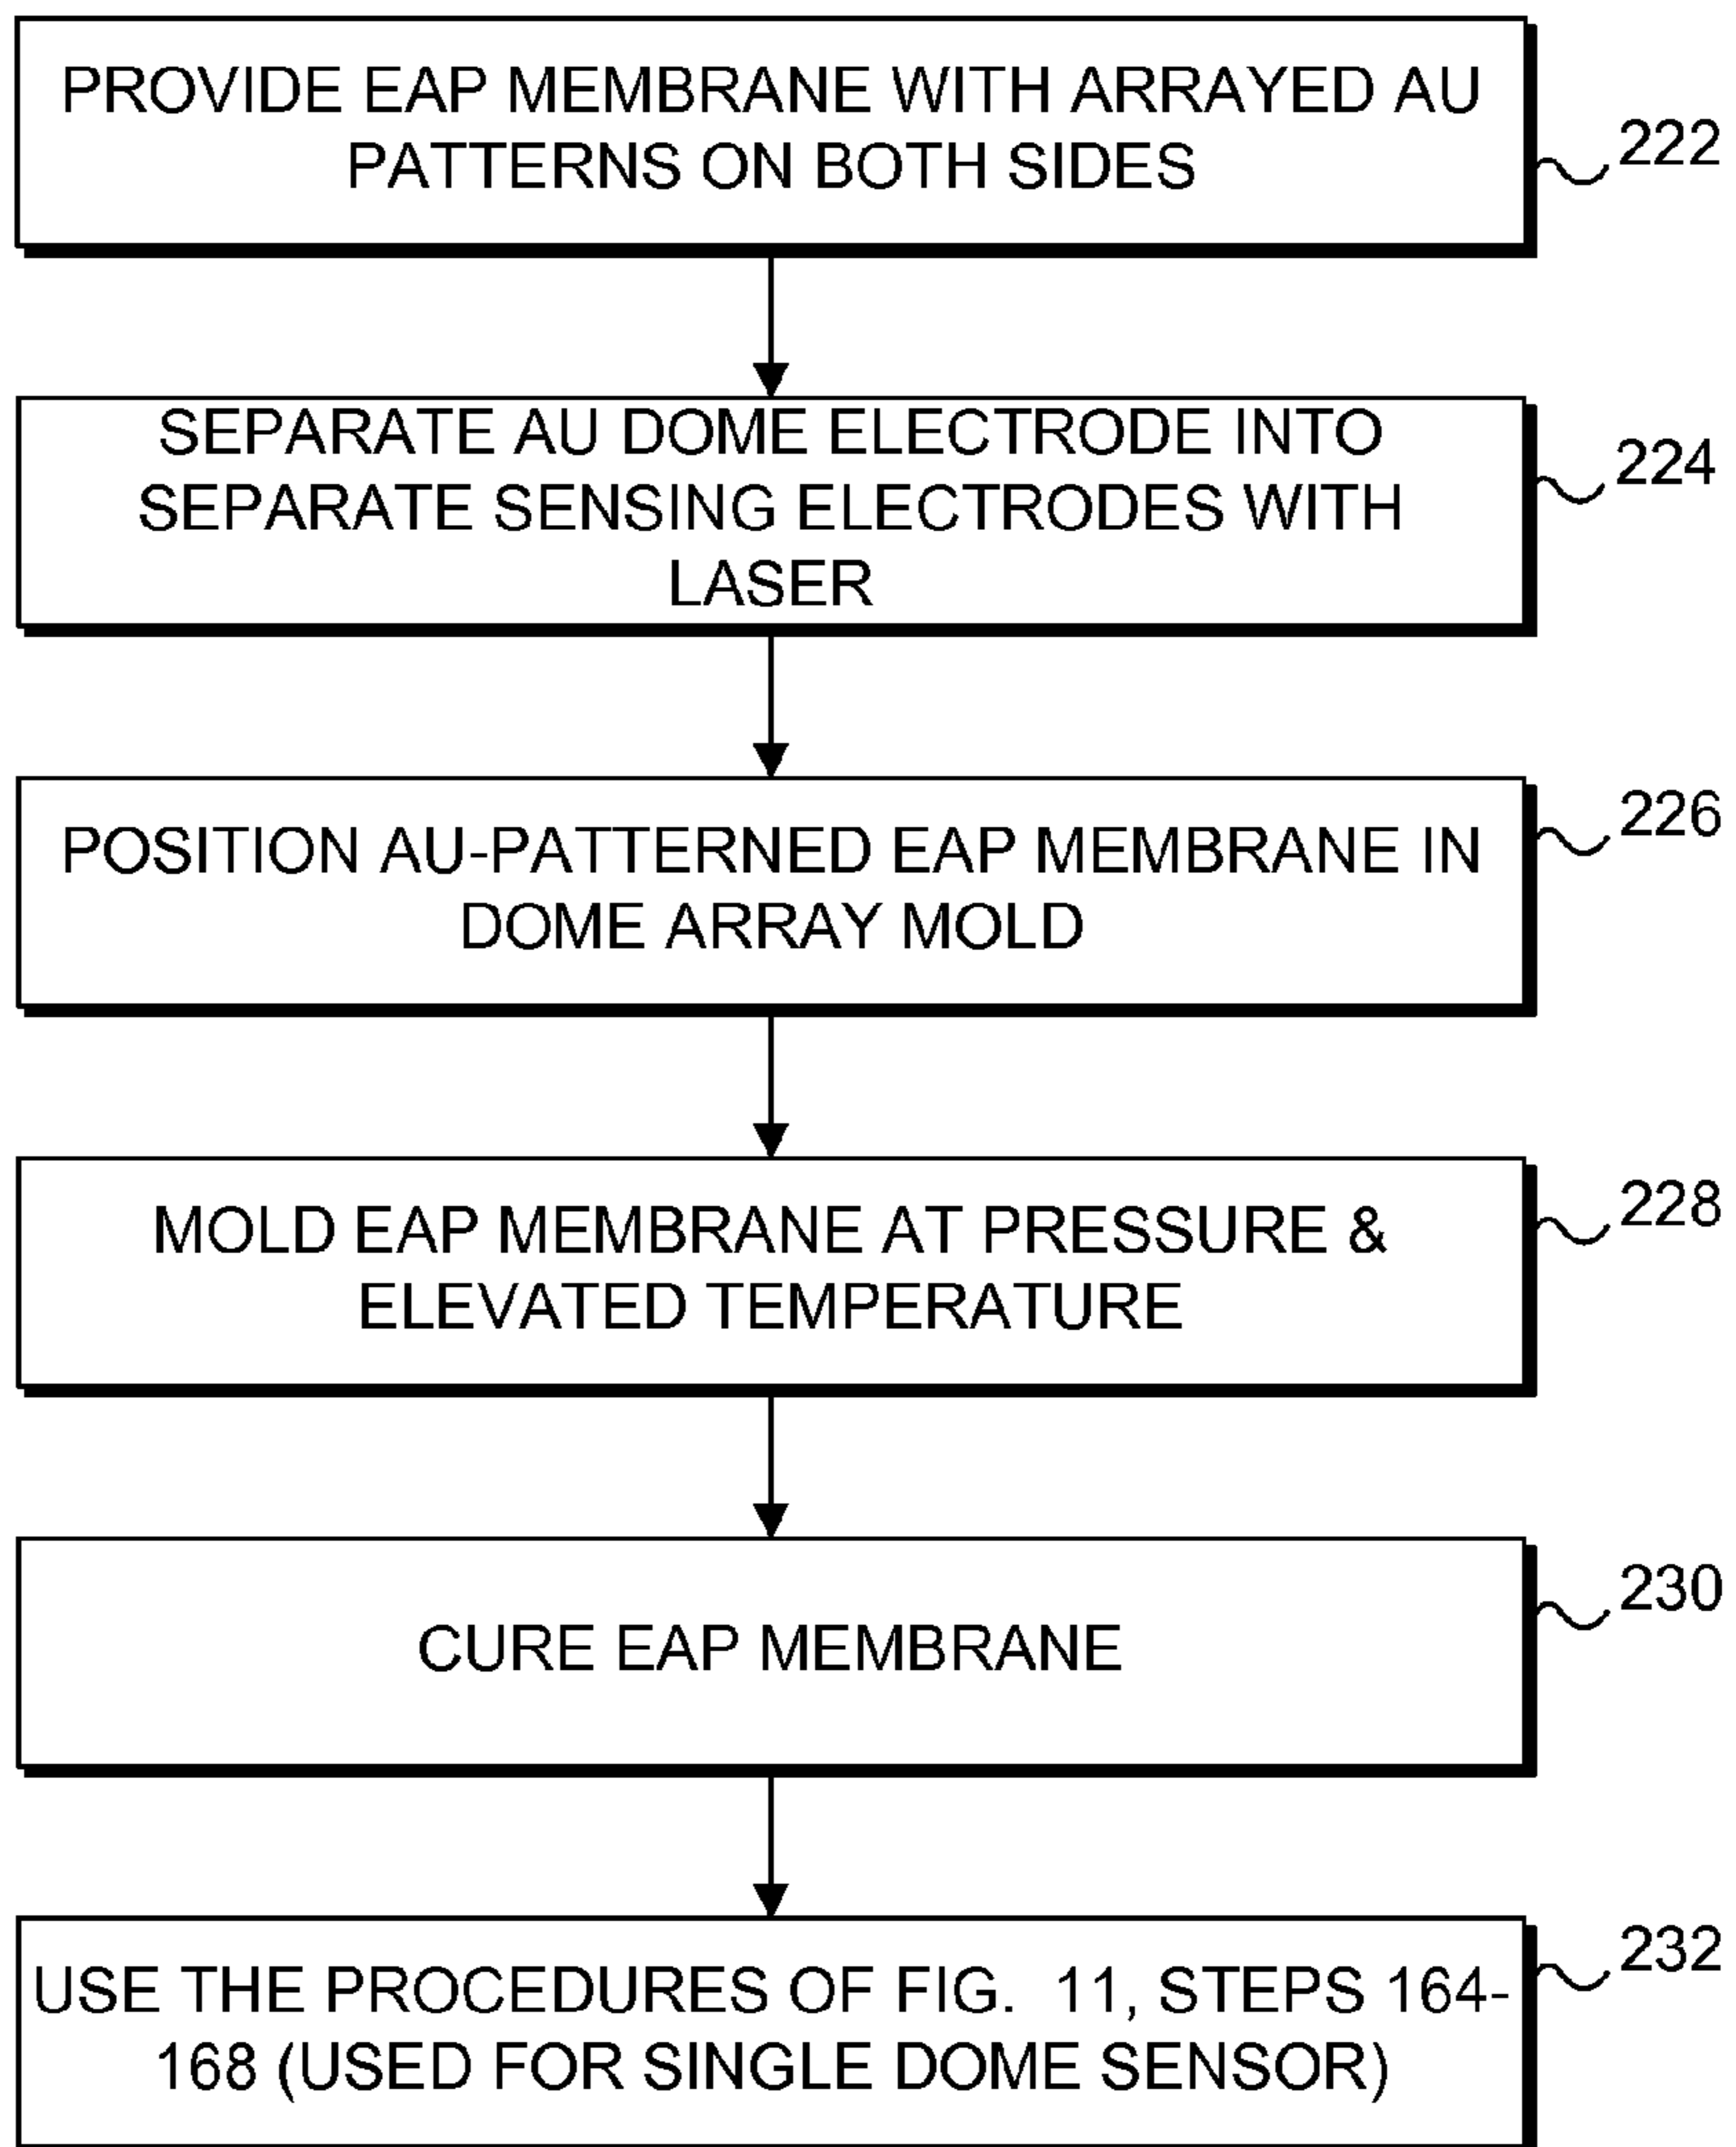 PROVIDE EAP MEMBRANE WITH ARRAYED AU
PATTERNS ON BOTH SIDES
222
SEPARATE AU DOME ELECTRODE INTO
SEPARATE SENSING ELECTRODES WITH
LASER
224
POSITION AU-PATTERNED EAP MEMBRANE IN
DOME ARRAY MOLD
226
MOLD EAP MEMBRANE AT PRESSURE &
ELEVATED TEMPERATURE
228
CURE EAP MEMBRANE
230
USE THE PROCEDURES OF FIG. 11, STEPS 164-
168 (USED FOR SINGLE DOME SENSOR)
232